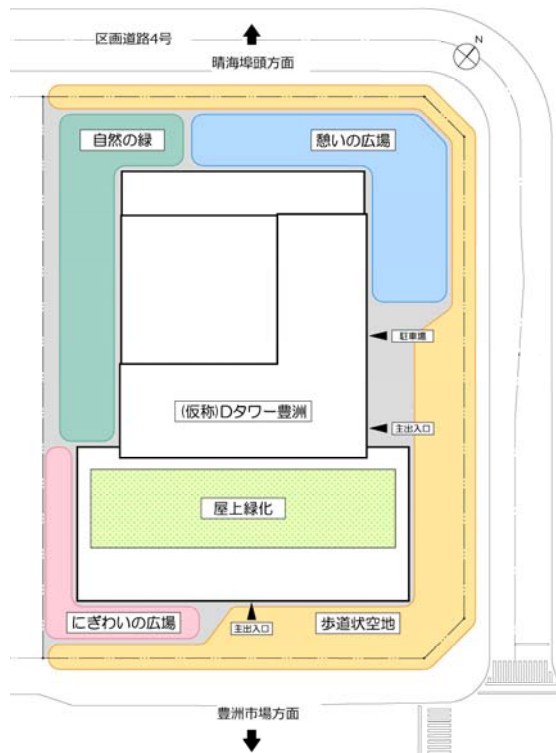 区画道路4号
晴海埠頭方面
N
自然の緑
憩いの広場
駐車場
(仮称)Dタワー豊洲
主出入口
屋上緑化
にぎわいの広場
主出入口
歩道状空地
豊洲市場方面